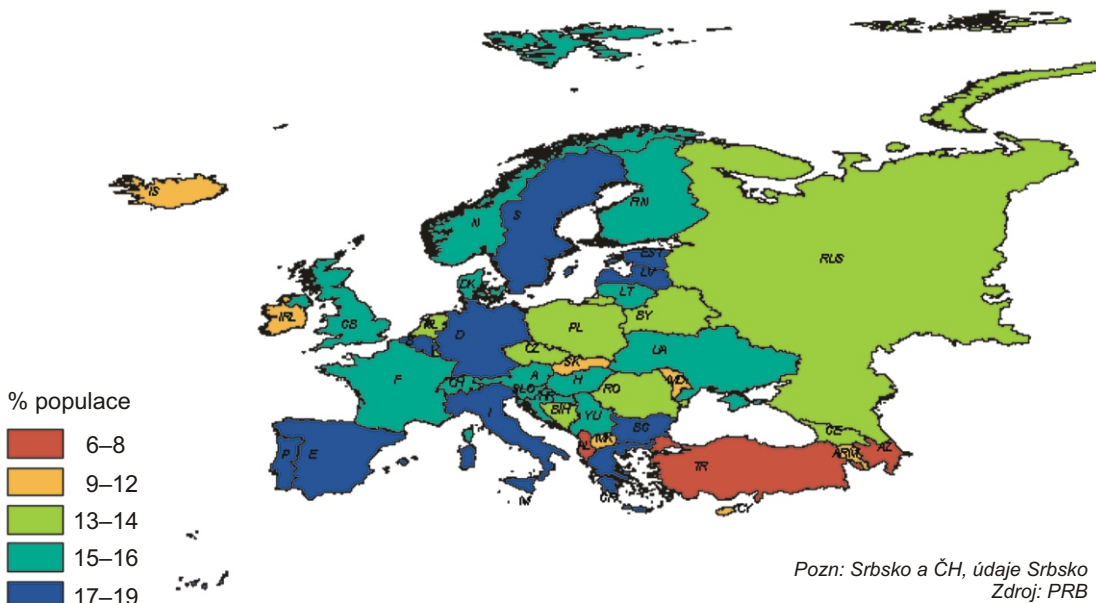 IS
N
S
FIN
RUS
EST
LV
DK
LT
IRL
GB
NL
BY
PL
B
D
CZ
UA
SK
F
A
MD
CH
H
SLO
RO
HR
BIH
YU
I
BG
GE
P
E
AL
MK
TR
ARM
AZ
GR
M
CY
% populace
6–8
9–12
13–14
15–16
17–19
Pozn: Srbsko a ČH, údaje Srbsko
Zdroj: PRB